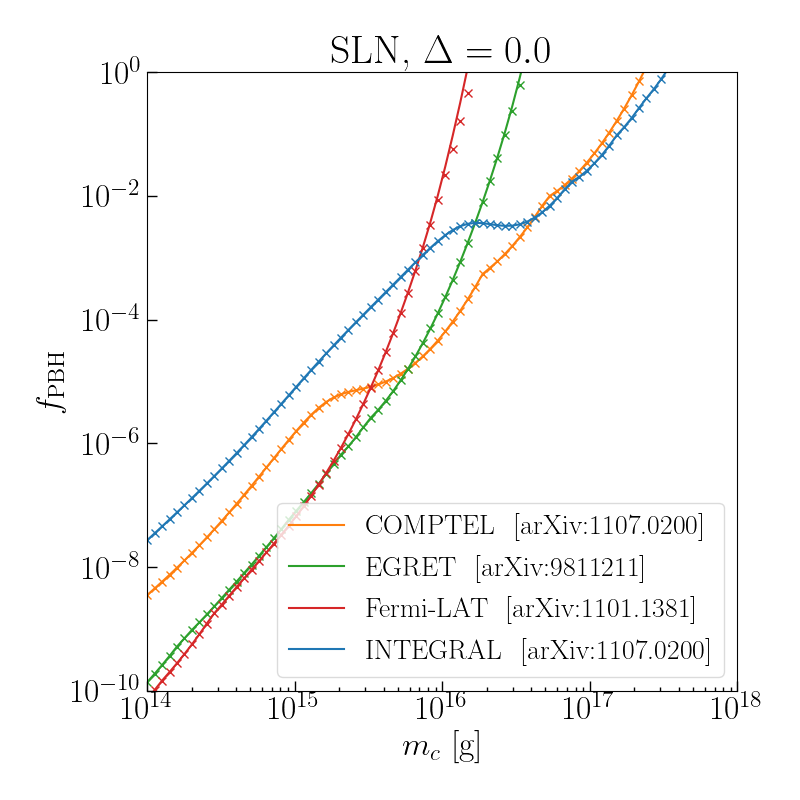 SLN, Δ = 0.0
10^0
10^{-2}
10^{-4}
10^{-6}
10^{-8}
10^{-10}
f_PBH
COMPTEL [arXiv:1107.0200]
EGRET [arXiv:9811211]
Fermi-LAT [arXiv:1101.1381]
INTEGRAL [arXiv:1107.0200]
10^{14} 10^{15} 10^{16} 10^{17} 10^{18}
m_c [g]